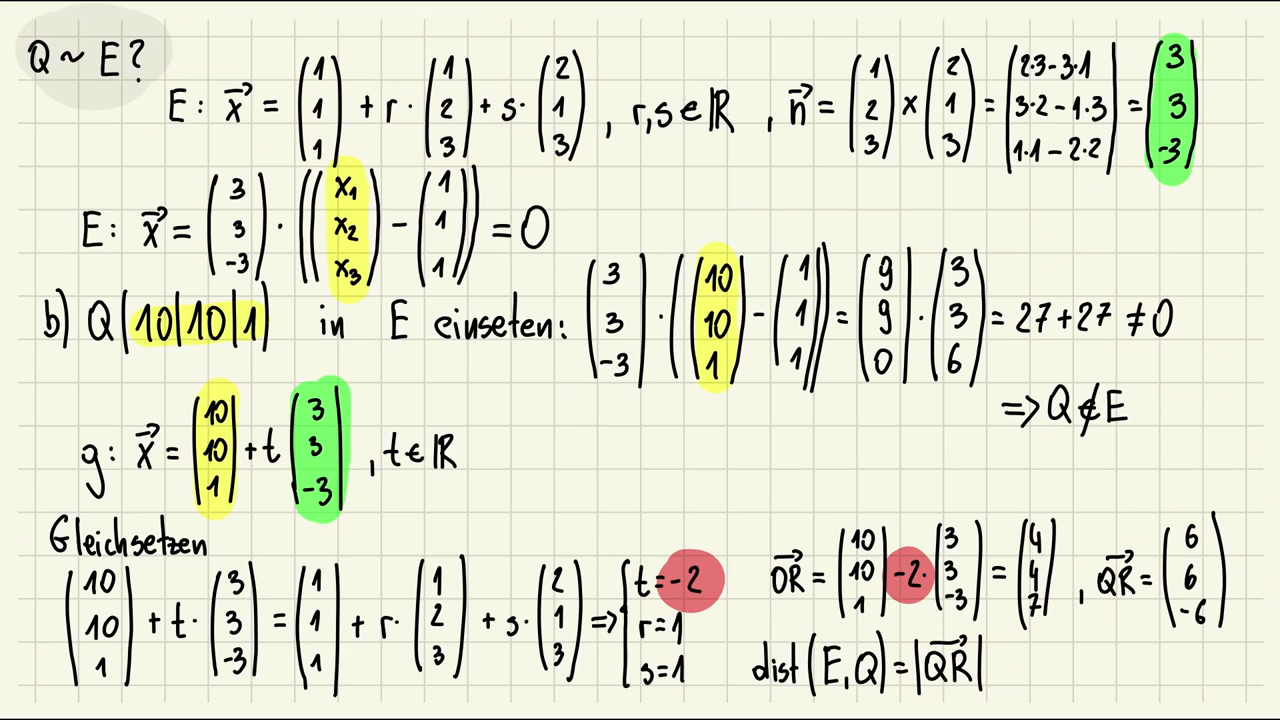 Q ~ E?
E: x⃗ = (1 1 1) + r · (1 2 3) + s · (2 1 3) , r,s ∈ ℝ , n⃗ = (1 2 3) × (2 1 3) = (2·3-3·1 3·2-1·3 1·1-2·2) = (3 3 -3)
E: x⃗ = (3 3 -3) · ((x₁ x₂ x₃) - (1 1 1)) = 0
b) Q(10|10|1) in E einseten: (3 3 -3) · ((10 10 1) - (1 1 1)) = (9 9 0) · (3 3 6) = 27+27 ≠ 0
=> Q ∉ E
g: x⃗ = (10 10 1) + t (3 3 -3) , t ∈ ℝ
Gleichsetzen
(10 10 1) + t · (3 3 -3) = (1 1 1) + r · (1 2 3) + s · (2 1 3) => { t=-2 r=1 s=1
OR⃗ = (10 10 1) -2· (3 3 -3) = (4 4 7) , QR⃗ = (6 6 -6)
dist(E,Q) = |QR⃗|